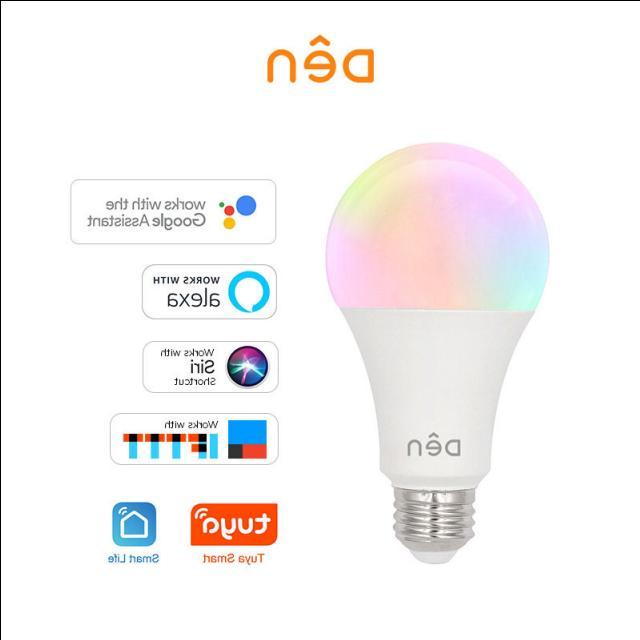 Dên
works with the
Google Assistant
WORKS WITH
alexa
Works with
Siri
Shortcut
Works with
IFTTT
tuya
Tuya Smart
Smart Life
Dên